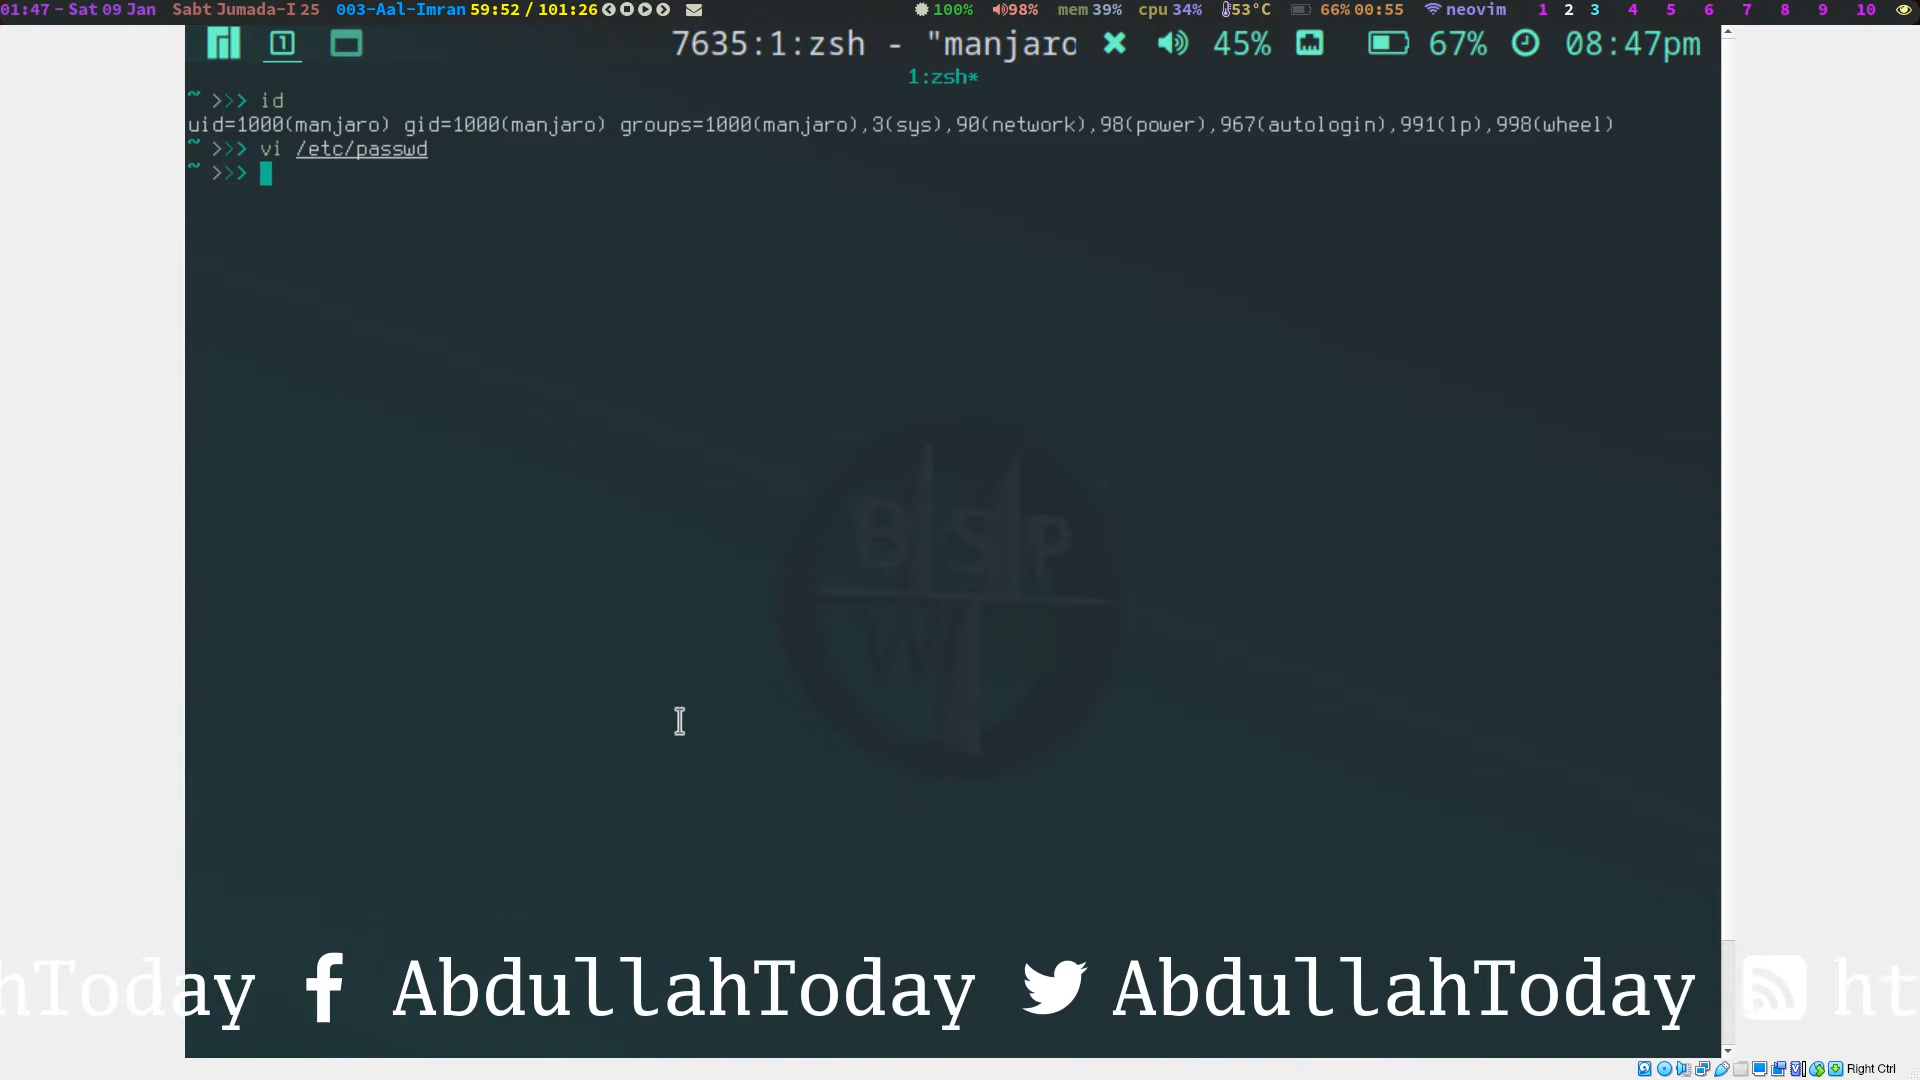 01:47 - Sat 09 Jan Sabt Jumada-I 25 003-Aal-Imran 59:52 / 101:26 100% 98% mem 39% cpu 34% 53°C 66% 00:55 neovim 1 2 3 4 5 6 7 8 9 10
1 7635:1:zsh - "manjaro 45% 67% 08:47pm
1:zsh*
~ >>> id
uid=1000(manjaro) gid=1000(manjaro) groups=1000(manjaro),3(sys),90(network),98(power),967(autologin),991(lp),998(wheel)
~ >>> vi /etc/passwd
~ >>>
B S P
W
hToday AbdullahToday AbdullahToday ht
Right Ctrl